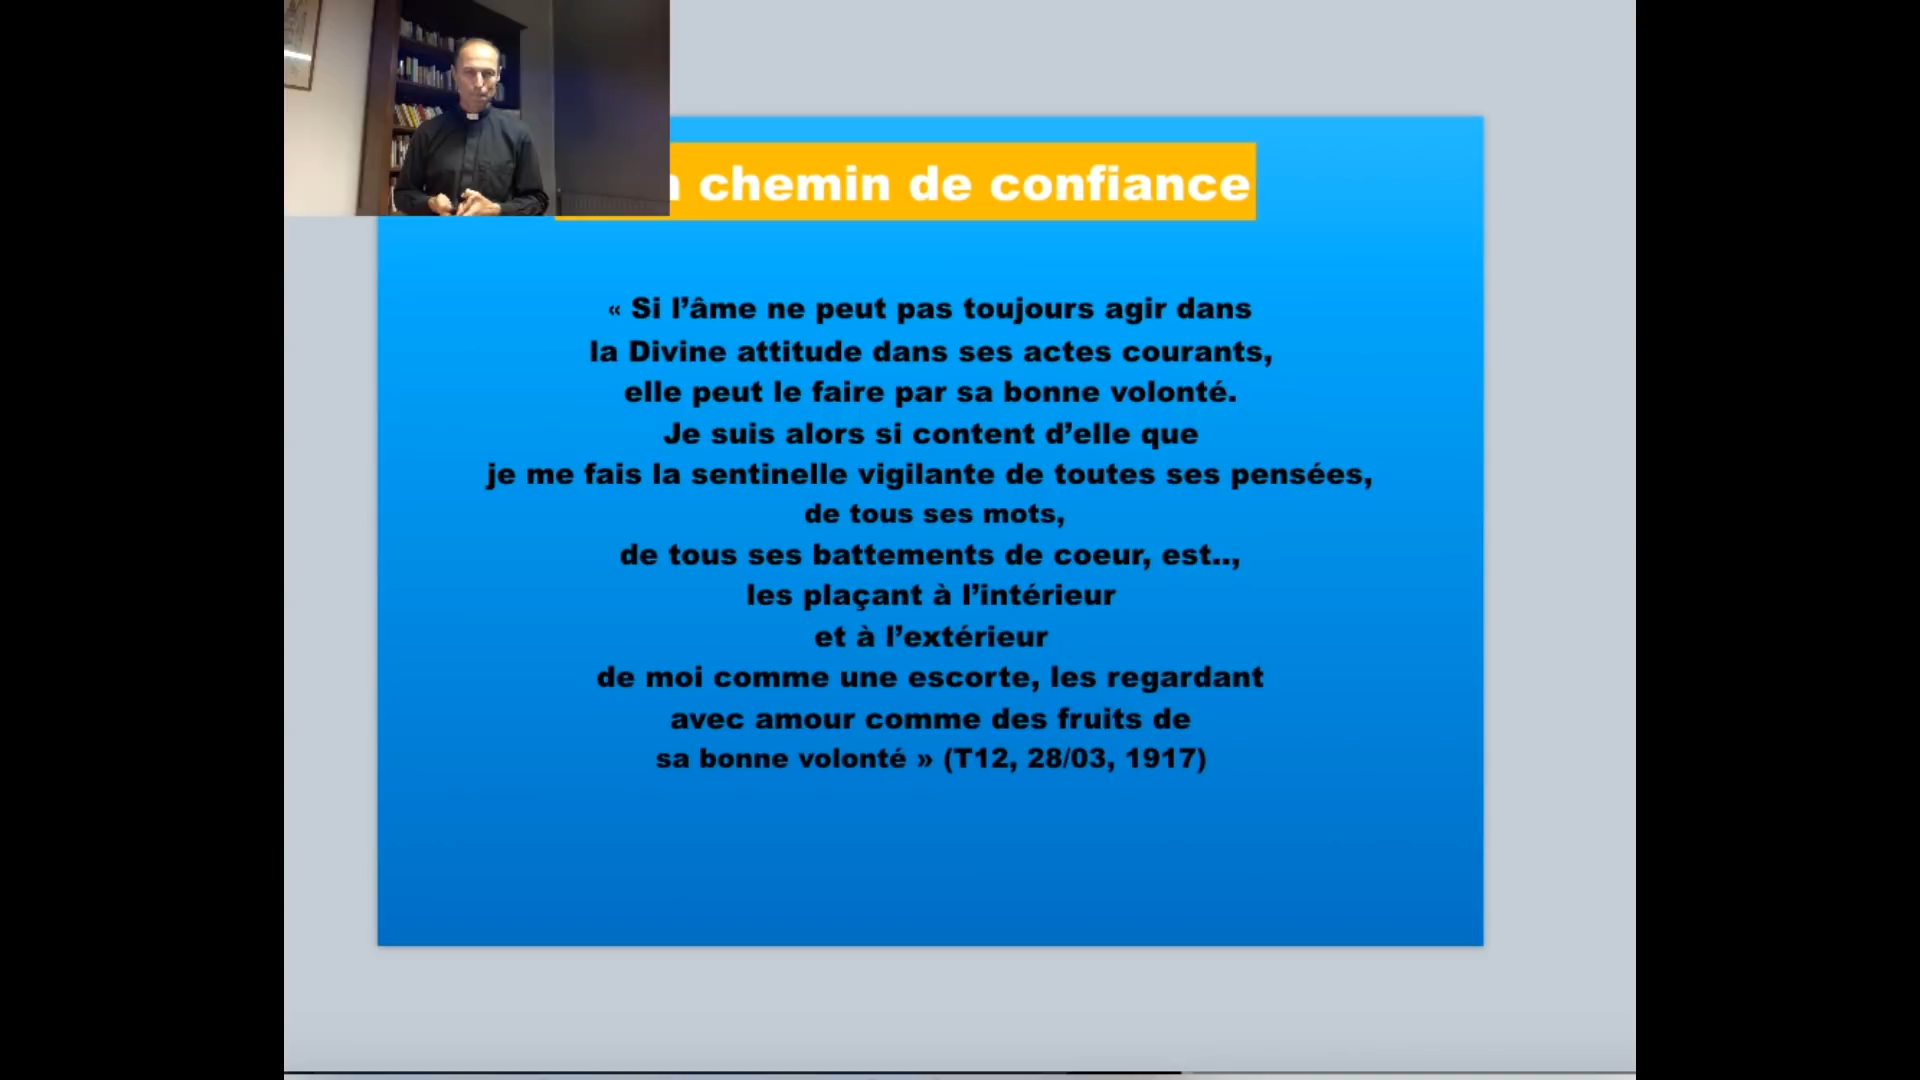 chemin de confiance
« Si l’âme ne peut pas toujours agir dans
la Divine attitude dans ses actes courants,
elle peut le faire par sa bonne volonté.
Je suis alors si content d’elle que
je me fais la sentinelle vigilante de toutes ses pensées,
de tous ses mots,
de tous ses battements de coeur, est..,
les plaçant à l’intérieur
et à l’extérieur
de moi comme une escorte, les regardant
avec amour comme des fruits de
sa bonne volonté » (T12, 28/03, 1917)